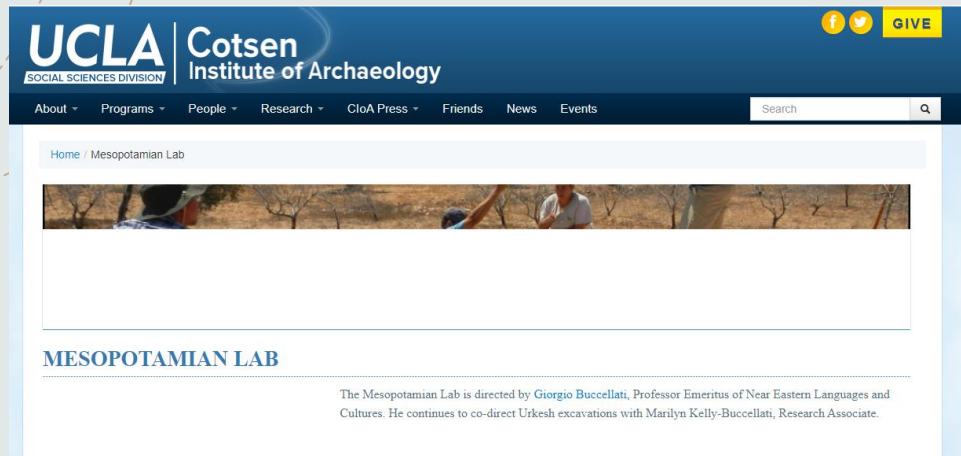 GIVE
UCLA
SOCIAL SCIENCES DIVISION
Cotsen
Institute of Archaeology
About Programs People Research CIoA Press Friends News Events Search
Home / Mesopotamian Lab
MESOPOTAMIAN LAB
The Mesopotamian Lab is directed by Giorgio Buccellati, Professor Emeritus of Near Eastern Languages and
Cultures. He continues to co-direct Urkesh excavations with Marilyn Kelly-Buccellati, Research Associate.